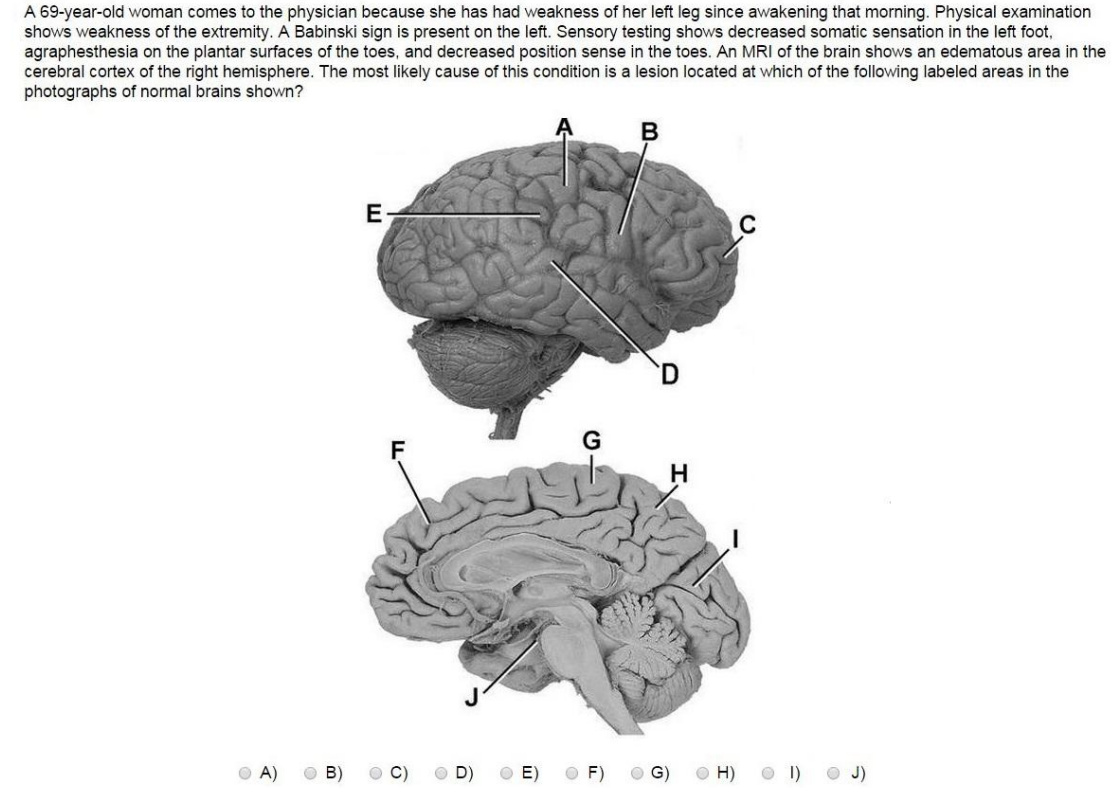 A 69-year-old woman comes to the physician because she has had weakness of her left leg since awakening that morning. Physical examination
shows weakness of the extremity. A Babinski sign is present on the left. Sensory testing shows decreased somatic sensation in the left foot,
agraphesthesia on the plantar surfaces of the toes, and decreased position sense in the toes. An MRI of the brain shows an edematous area in the
cerebral cortex of the right hemisphere. The most likely cause of this condition is a lesion located at which of the following labeled areas in the
photographs of normal brains shown?
A
B
E
C
D
F
G
H
I
J
A) B) C) D) E) F) G) H) I) J)